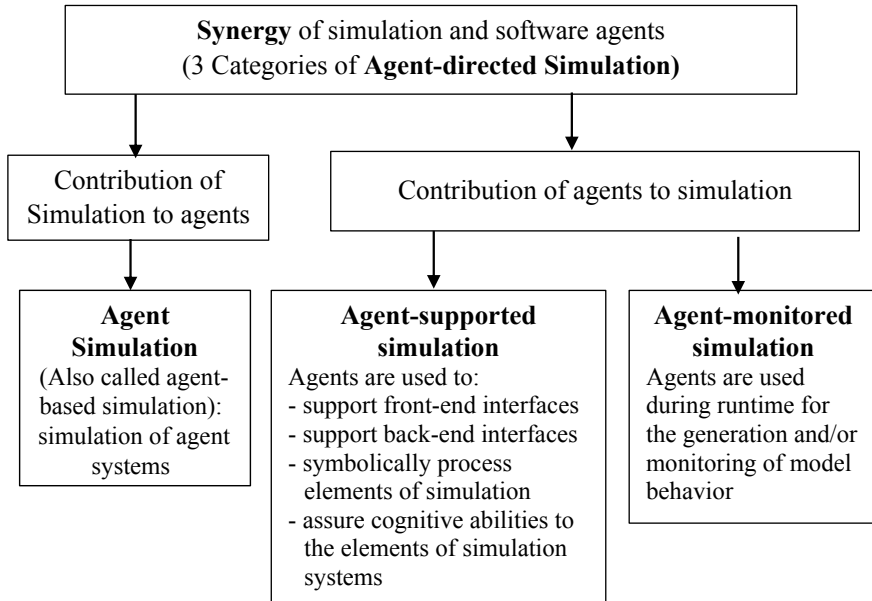 Synergy of simulation and software agents
(3 Categories of Agent-directed Simulation)
Contribution of
Simulation to agents
Contribution of agents to simulation
Agent
Simulation
(Also called agent-
based simulation):
simulation of agent
systems
Agent-supported
simulation
Agents are used to:
- support front-end interfaces
- support back-end interfaces
- symbolically process
elements of simulation
- assure cognitive abilities to
the elements of simulation
systems
Agent-monitored
simulation
Agents are used
during runtime for
the generation and/or
monitoring of model
behavior